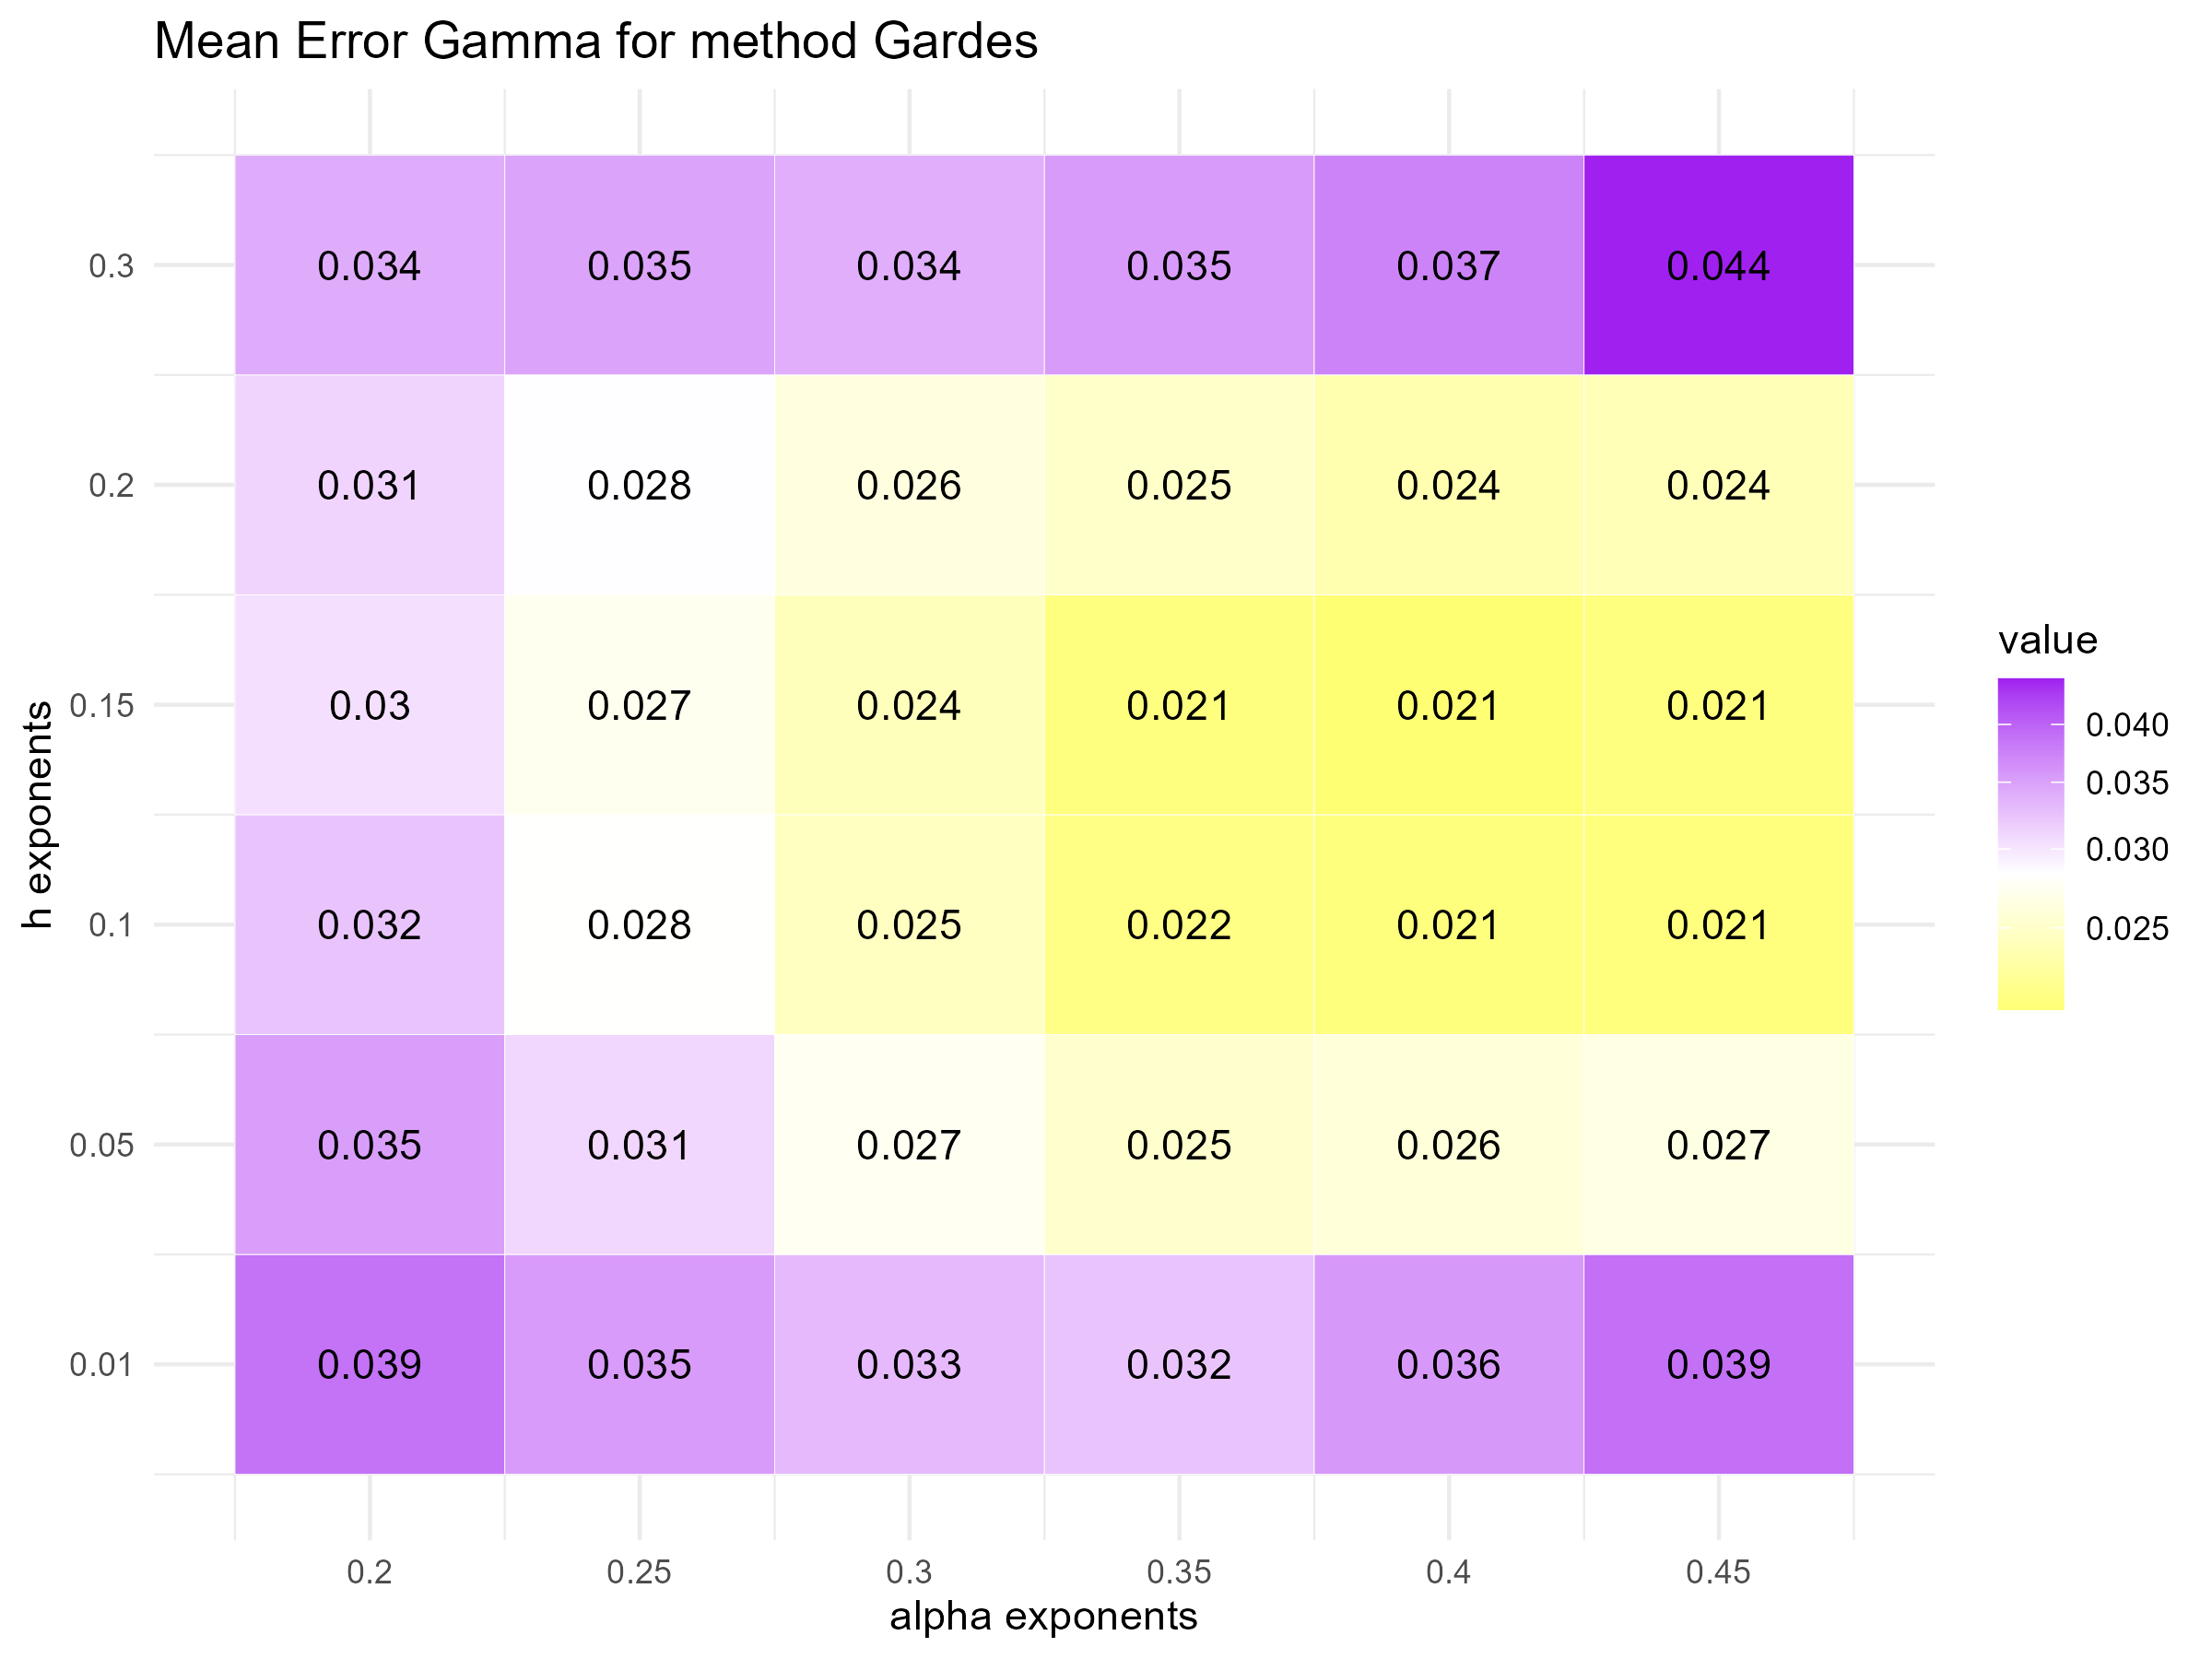 Mean Error Gamma for method Gardes
0.3 0.034 0.035 0.034 0.035 0.037 0.044
0.2 0.031 0.028 0.026 0.025 0.024 0.024
0.15 0.03 0.027 0.024 0.021 0.021 0.021
0.1 0.032 0.028 0.025 0.022 0.021 0.021
0.05 0.035 0.031 0.027 0.025 0.026 0.027
0.01 0.039 0.035 0.033 0.032 0.036 0.039
0.2 0.25 0.3 0.35 0.4 0.45
alpha exponents
h exponents
value
0.040
0.035
0.030
0.025